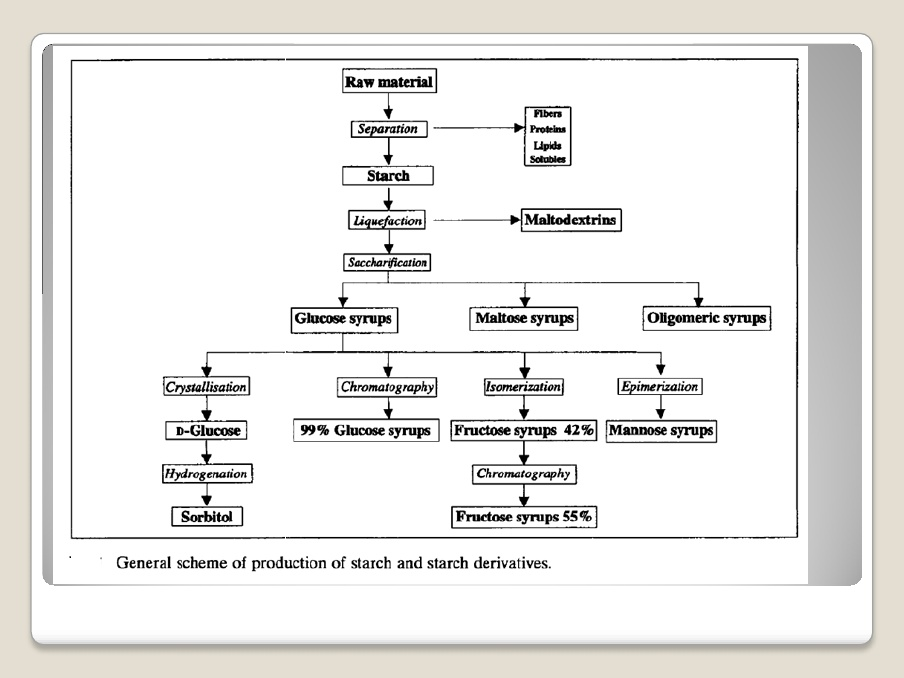 Raw material
Separation
Fibers
Proteins
Lipids
Solubles
Starch
Liquefaction
Maltodextrins
Saccharification
Glucose syrups
Maltose syrups
Oligomeric syrups
Crystallisation
Chromatography
Isomerization
Epimerization
D-Glucose
99% Glucose syrups
Fructose syrups 42%
Mannose syrups
Hydrogenation
Chromatography
Sorbitol
Fructose syrups 55%
General scheme of production of starch and starch derivatives.